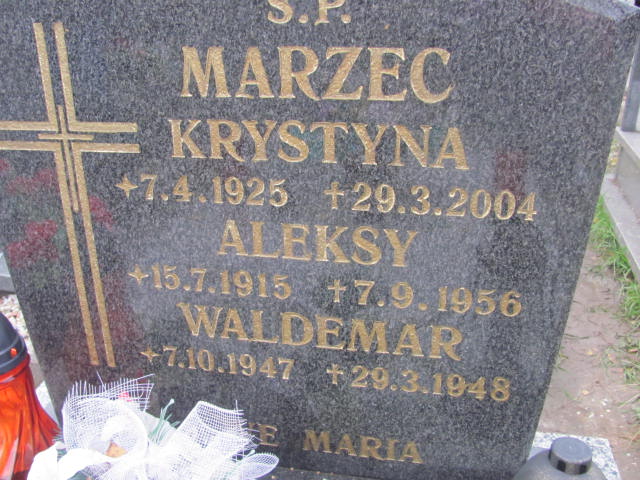 Ś.P.
MARZEC
KRYSTYNA
+7.4.1925 +29.3.2004
ALEKSY
+15.7.1915 +7.9.1956
WALDEMAR
+7.10.1947 +29.3.1948
MARIA